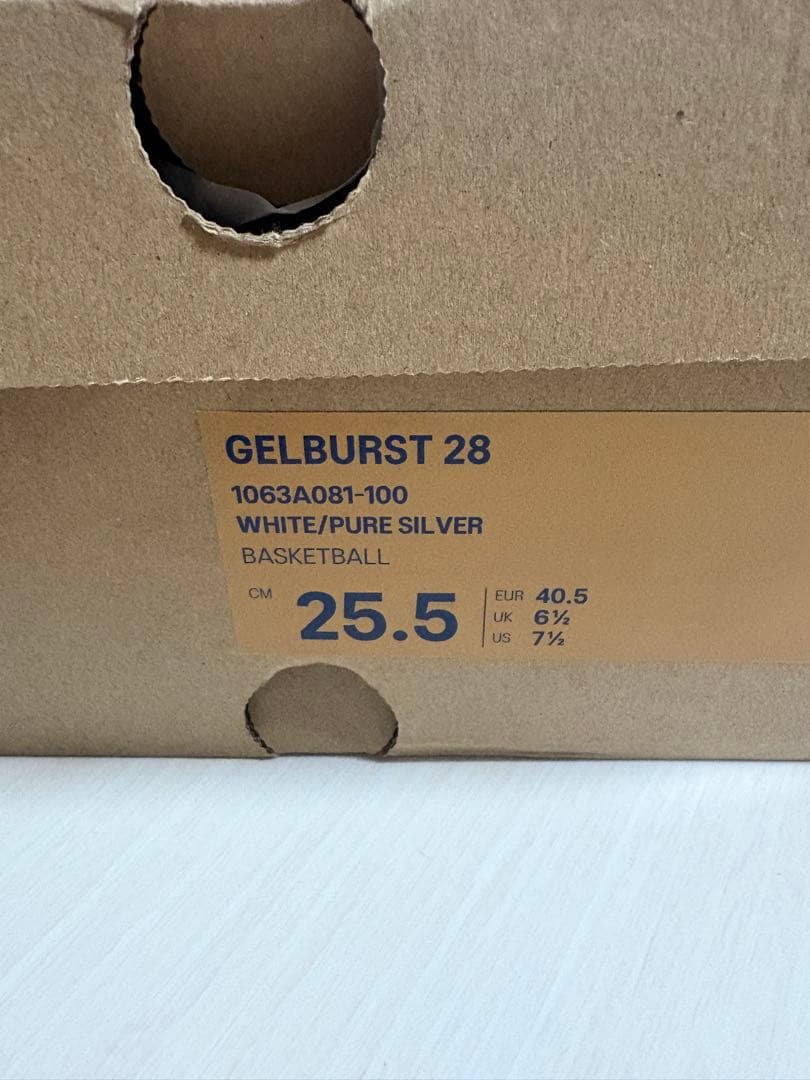 GELBURST 28
1063A081-100
WHITE/PURE SILVER
BASKETBALL
CM 25.5
EUR 40.5
UK 6½
US 7½